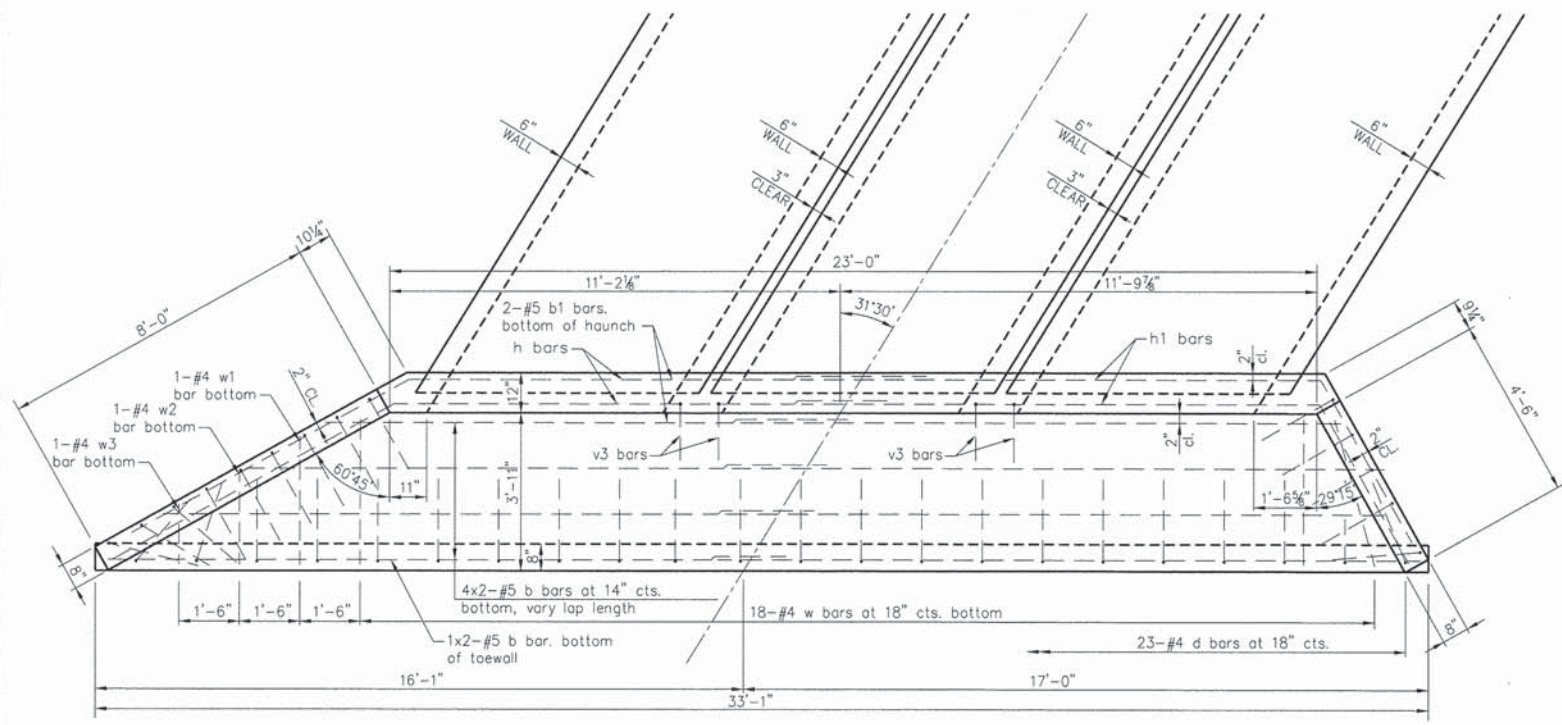 6"
WALL
6"
WALL
6"
WALL
6"
WALL
3"
CLEAR
3"
CLEAR
10¼"
23'-0"
11'-2⅛"
11'-9⅞"
31°30'
8'-0"
2-#5 b1 bars.
bottom of haunch
h bars
h1 bars
2"
cl.
9¼"
4'-6"
1-#4 w1
bar bottom
2" CL.
12"
1-#4 w2
bar bottom
1-#4 w3
bar bottom
v3 bars
v3 bars
2"
cl.
2"
CL.
60°45'
11"
3'-1"
1'-6⅝"
29°15'
8"
8"
4x2-#5 b bars at 14" cts.
bottom, vary lap length
1'-6"
1'-6"
1'-6"
18-#4 w bars at 18" cts. bottom
8"
1x2-#5 b bar. bottom
of toewall
23-#4 d bars at 18" cts.
16'-1"
17'-0"
33'-1"